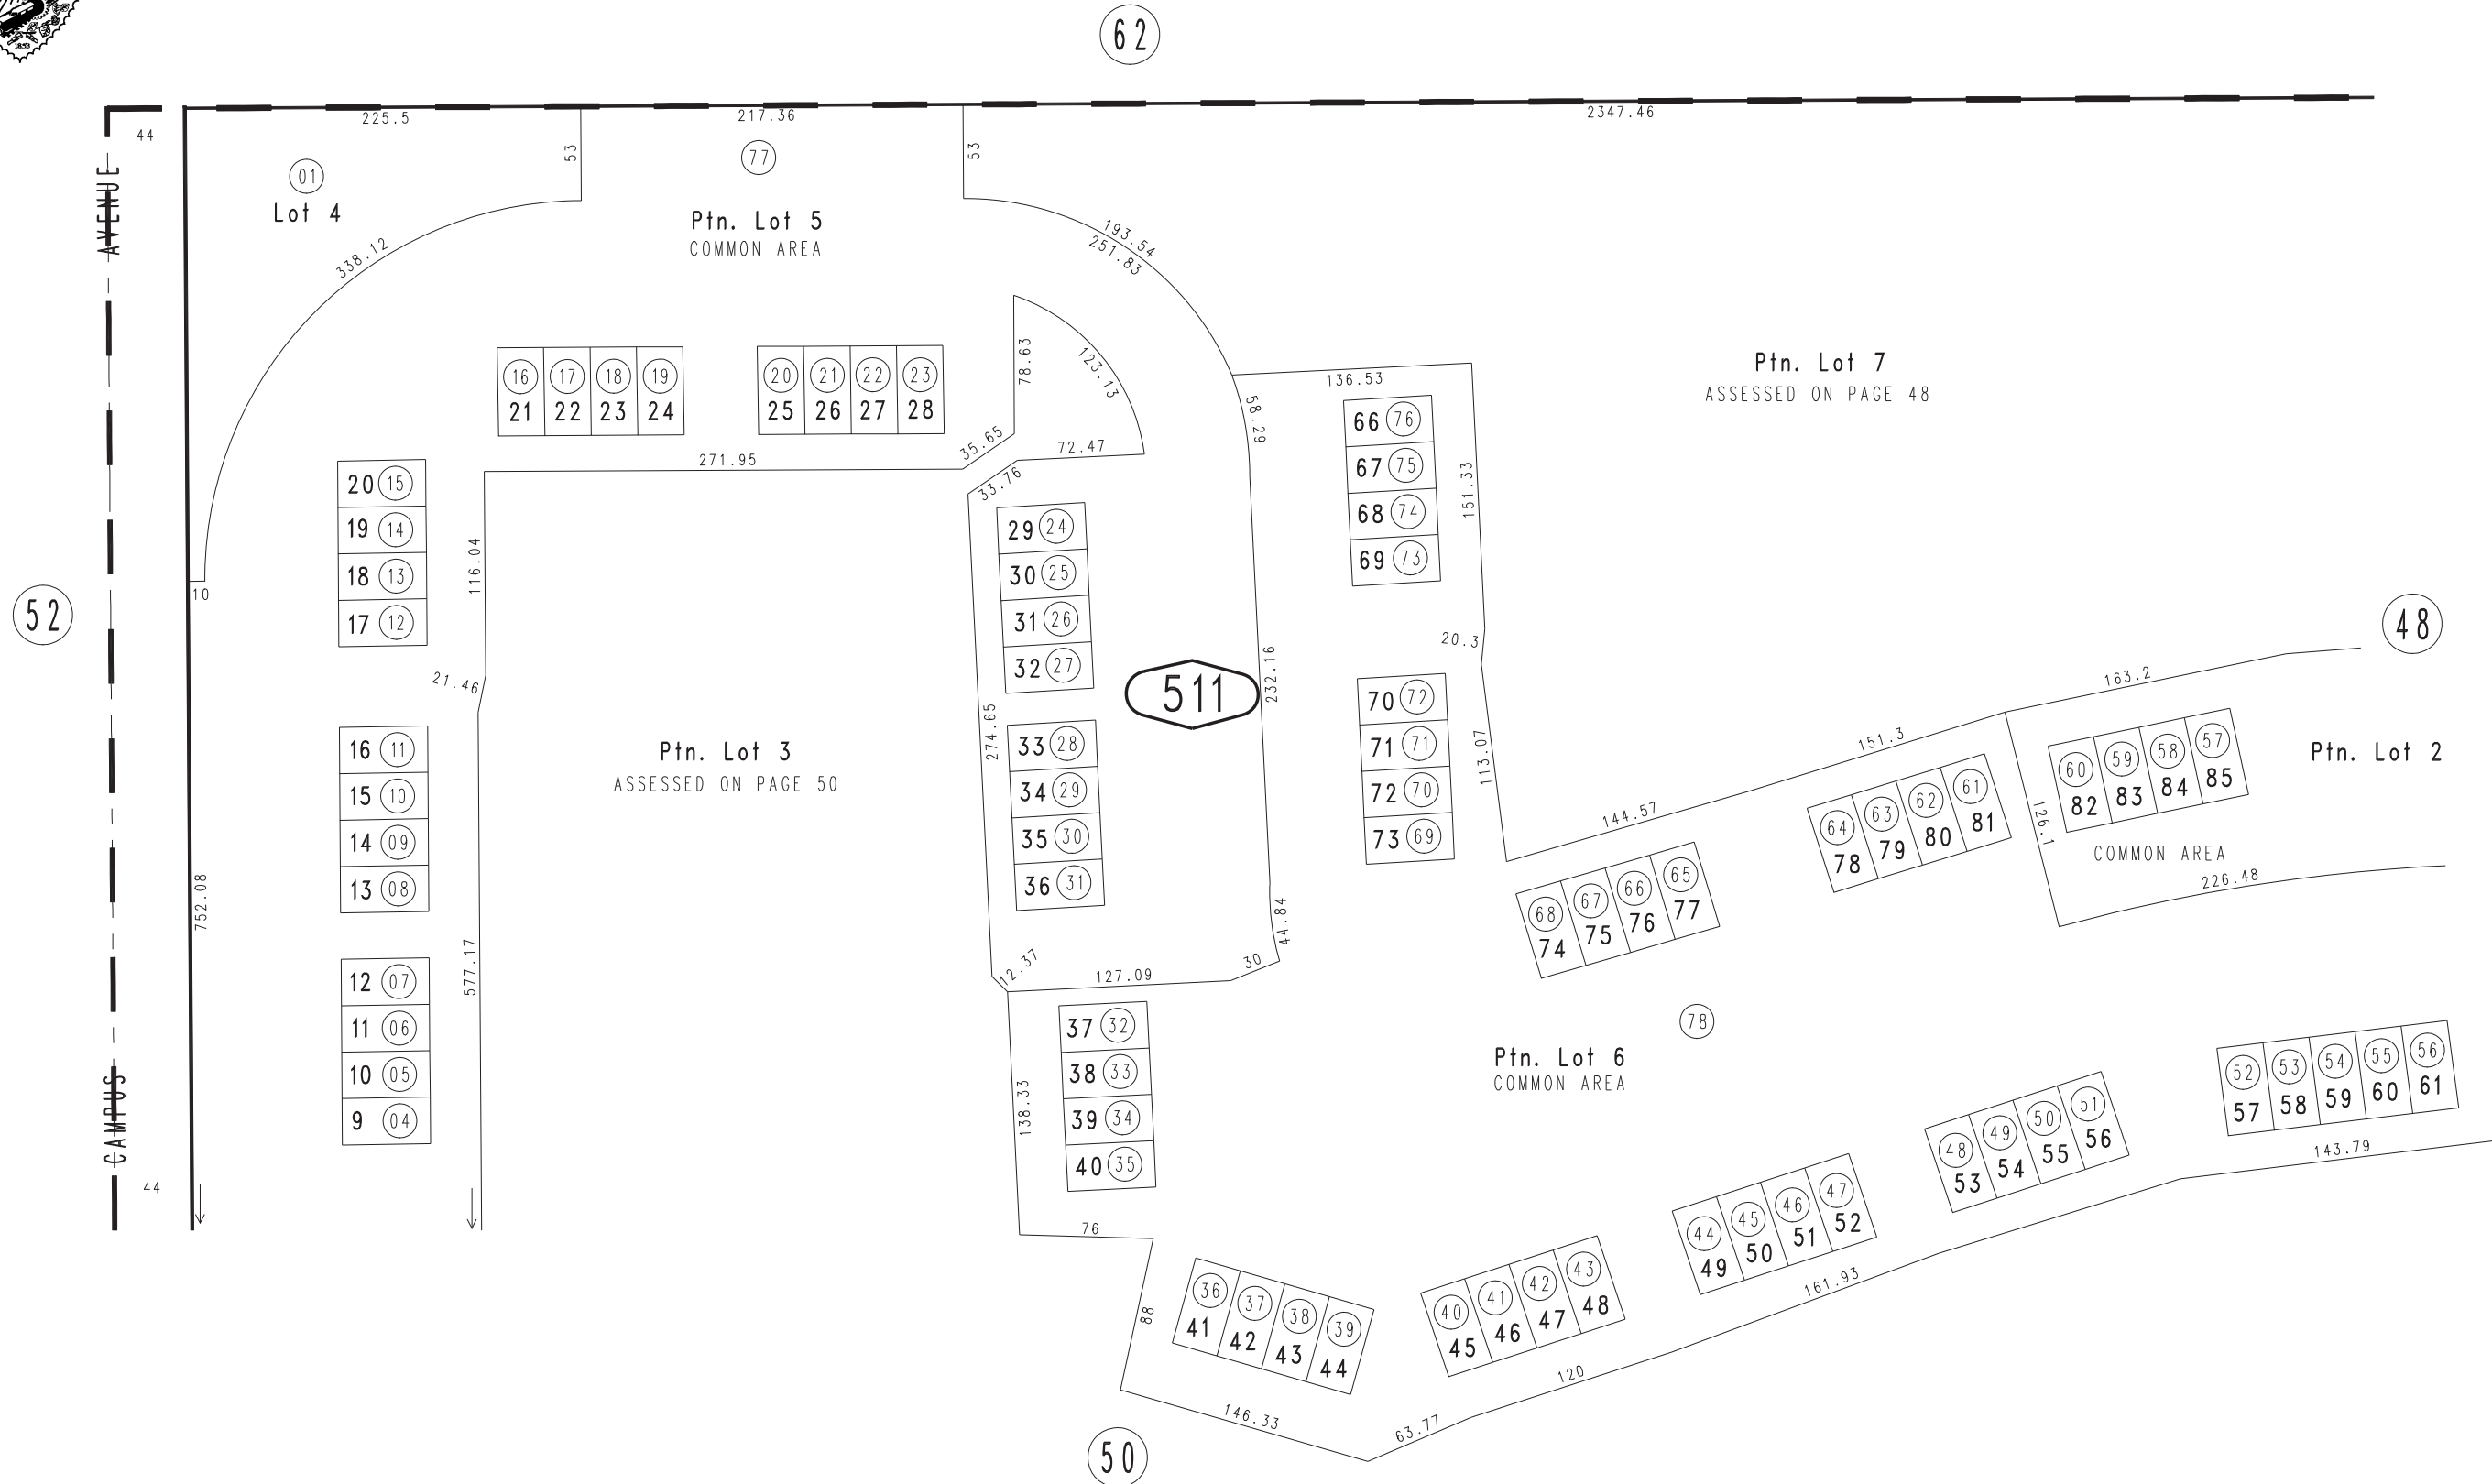 1853
62
44
AVENUE
225.5
217.36
2347.46
53
53
01
Lot 4
77
Ptn. Lot 5
COMMON AREA
338.12
193.54
251.83
78.63
123.13
16 17 18 19
21 22 23 24
20 21 22 23
25 26 27 28
35.65
72.47
33.76
271.95
136.53
58.29
Ptn. Lot 7
ASSESSED ON PAGE 48
66 76
67 75
68 74
69 73
151.33
20 15
19 14
18 13
17 12
116.04
10
52
21.46
29 24
30 25
31 26
32 27
511
232.16
20.3
48
163.2
70 72
71 71
72 70
73 69
113.07
16 11
15 10
14 09
13 08
752.08
Ptn. Lot 3
ASSESSED ON PAGE 50
274.65
33 28
34 29
35 30
36 31
44.84
151.3
144.57
60 59 58 57
82 83 84 85
Ptn. Lot 2
COMMON AREA
126.1
226.48
64 63 62 61
78 79 80 81
68 67 66 65
74 75 76 77
577.17
12 07
11 06
10 05
9 04
12.37
127.09
30
78
Ptn. Lot 6
COMMON AREA
37 32
38 33
39 34
40 35
138.33
CAMPUS
44
52 53 54 55 56
57 58 59 60 61
143.79
48 49 50 51
53 54 55 56
44 45 46 47
49 50 51 52
161.93
76
88
36 37 38 39
41 42 43 44
40 41 42 43
45 46 47 48
120
146.33
63.77
50